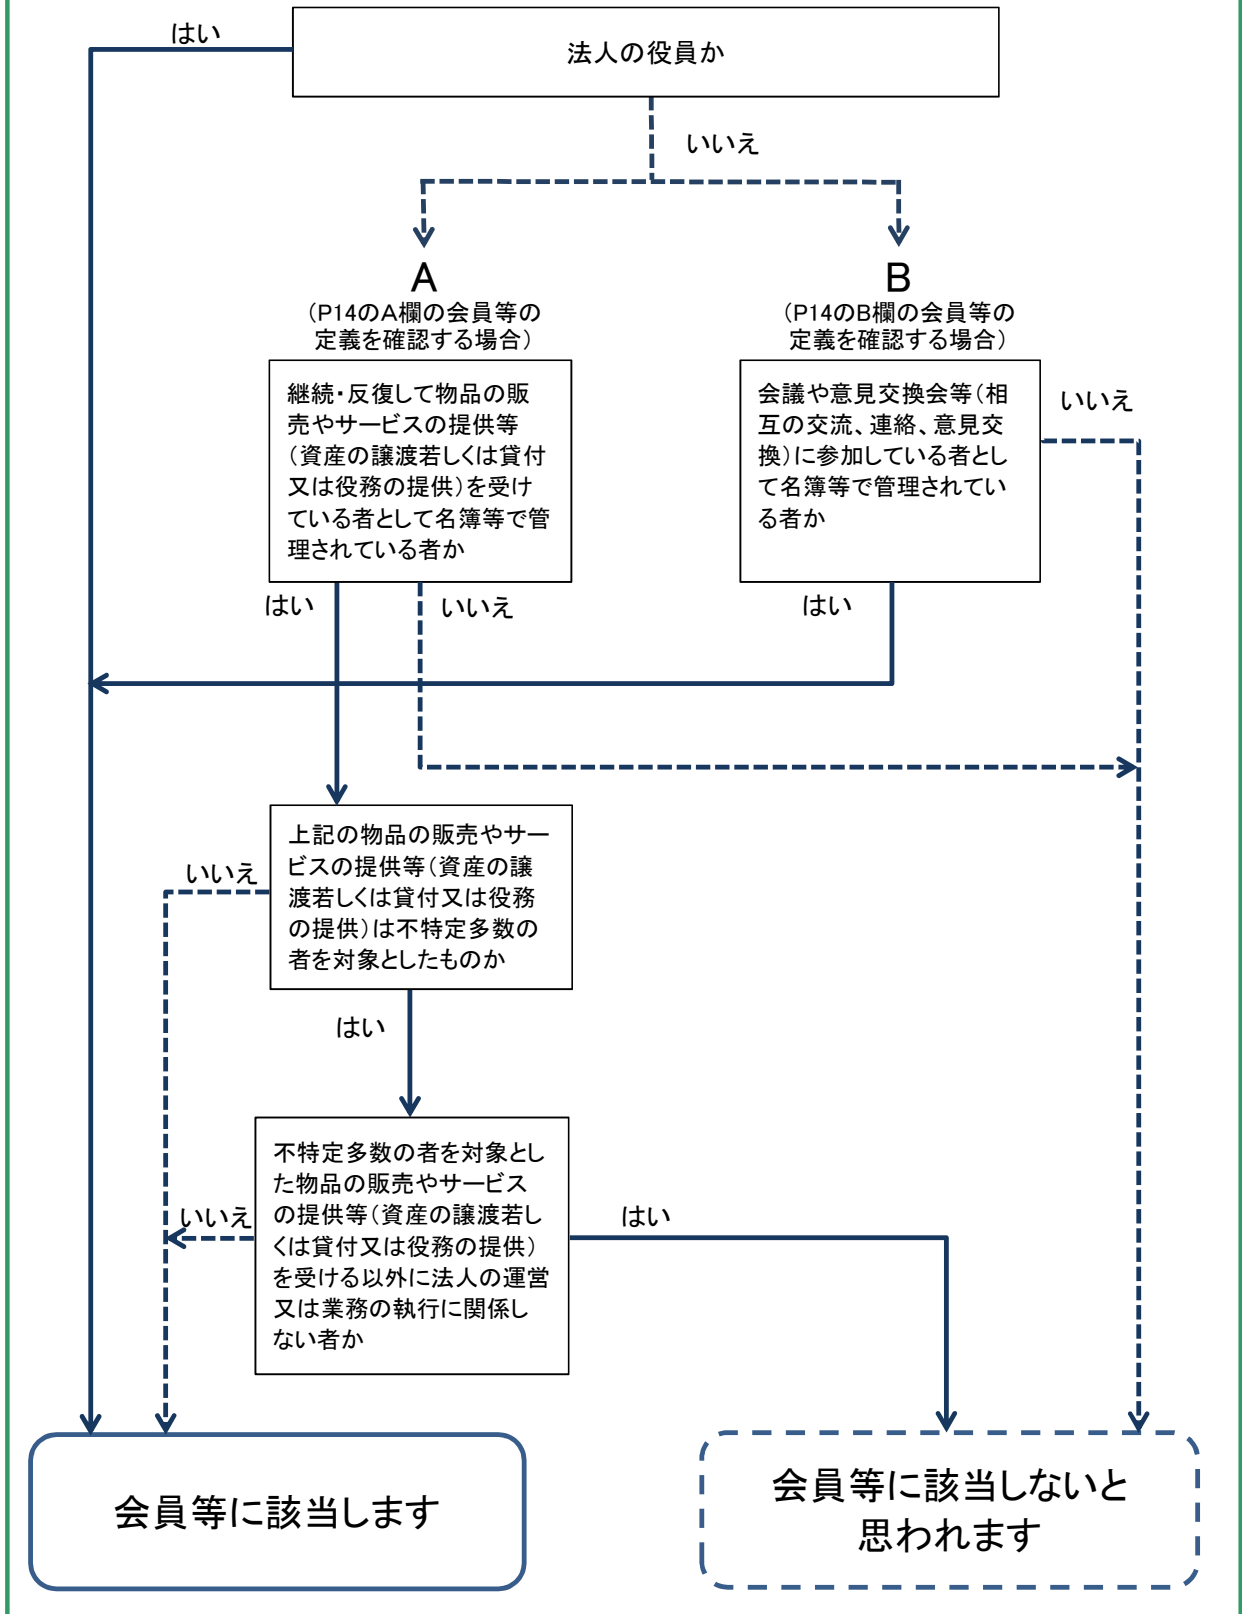 はい
法人の役員か
いいえ
A
（P14のA欄の会員等の
定義を確認する場合）
継続・反復して物品の販
売やサービスの提供等
（資産の譲渡若しくは貸付
又は役務の提供）を受け
ている者として名簿等で管
理されている者か
はい
いいえ
B
（P14のB欄の会員等の
定義を確認する場合）
会議や意見交換会等（相
互の交流、連絡、意見交
換）に参加している者とし
て名簿等で管理されてい
る者か
いいえ
はい
上記の物品の販売やサー
ビスの提供等（資産の譲
渡若しくは貸付又は役務
の提供）は不特定多数の
者を対象としたものか
いいえ
はい
不特定多数の者を対象とし
た物品の販売やサービス
の提供等（資産の譲渡若し
くは貸付又は役務の提供）
を受ける以外に法人の運営
又は業務の執行に関係し
ない者か
いいえ
はい
会員等に該当します
会員等に該当しないと
思われます